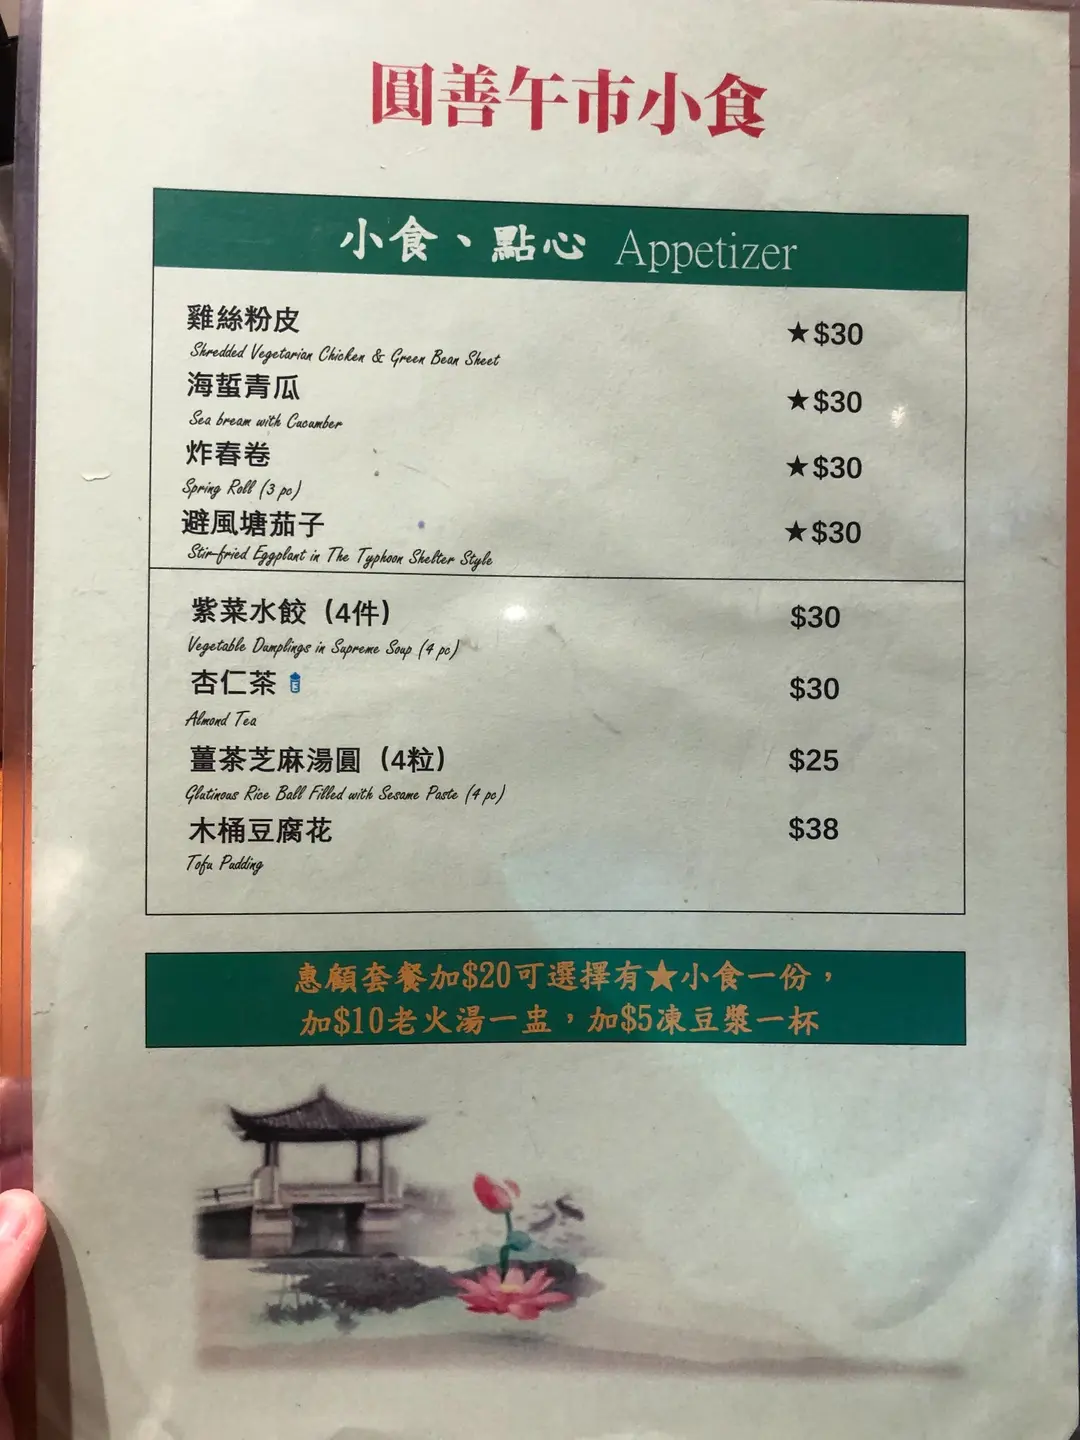 圓善午市小食
小食、點心 Appetizer
雞絲粉皮 ★$30
Shredded Vegetarian Chicken & Green Bean Sheet
海蜇青瓜 ★$30
Sea bream with Cucumber
炸春卷 ★$30
Spring Roll (3 pc)
避風塘茄子 ★$30
Stir-fried Eggplant in The Typhoon Shelter Style
紫菜水餃（4件） $30
Vegetable Dumplings in Supreme Soup (4 pc)
杏仁茶 E $30
Almond Tea
薑茶芝麻湯圓（4粒） $25
Glutinous Rice Ball Filled with Sesame Paste (4 pc)
木桶豆腐花 $38
Tofu Pudding
惠顧套餐加$20可選擇有★小食一份，
加$10老火湯一盅，加$5凍豆漿一杯